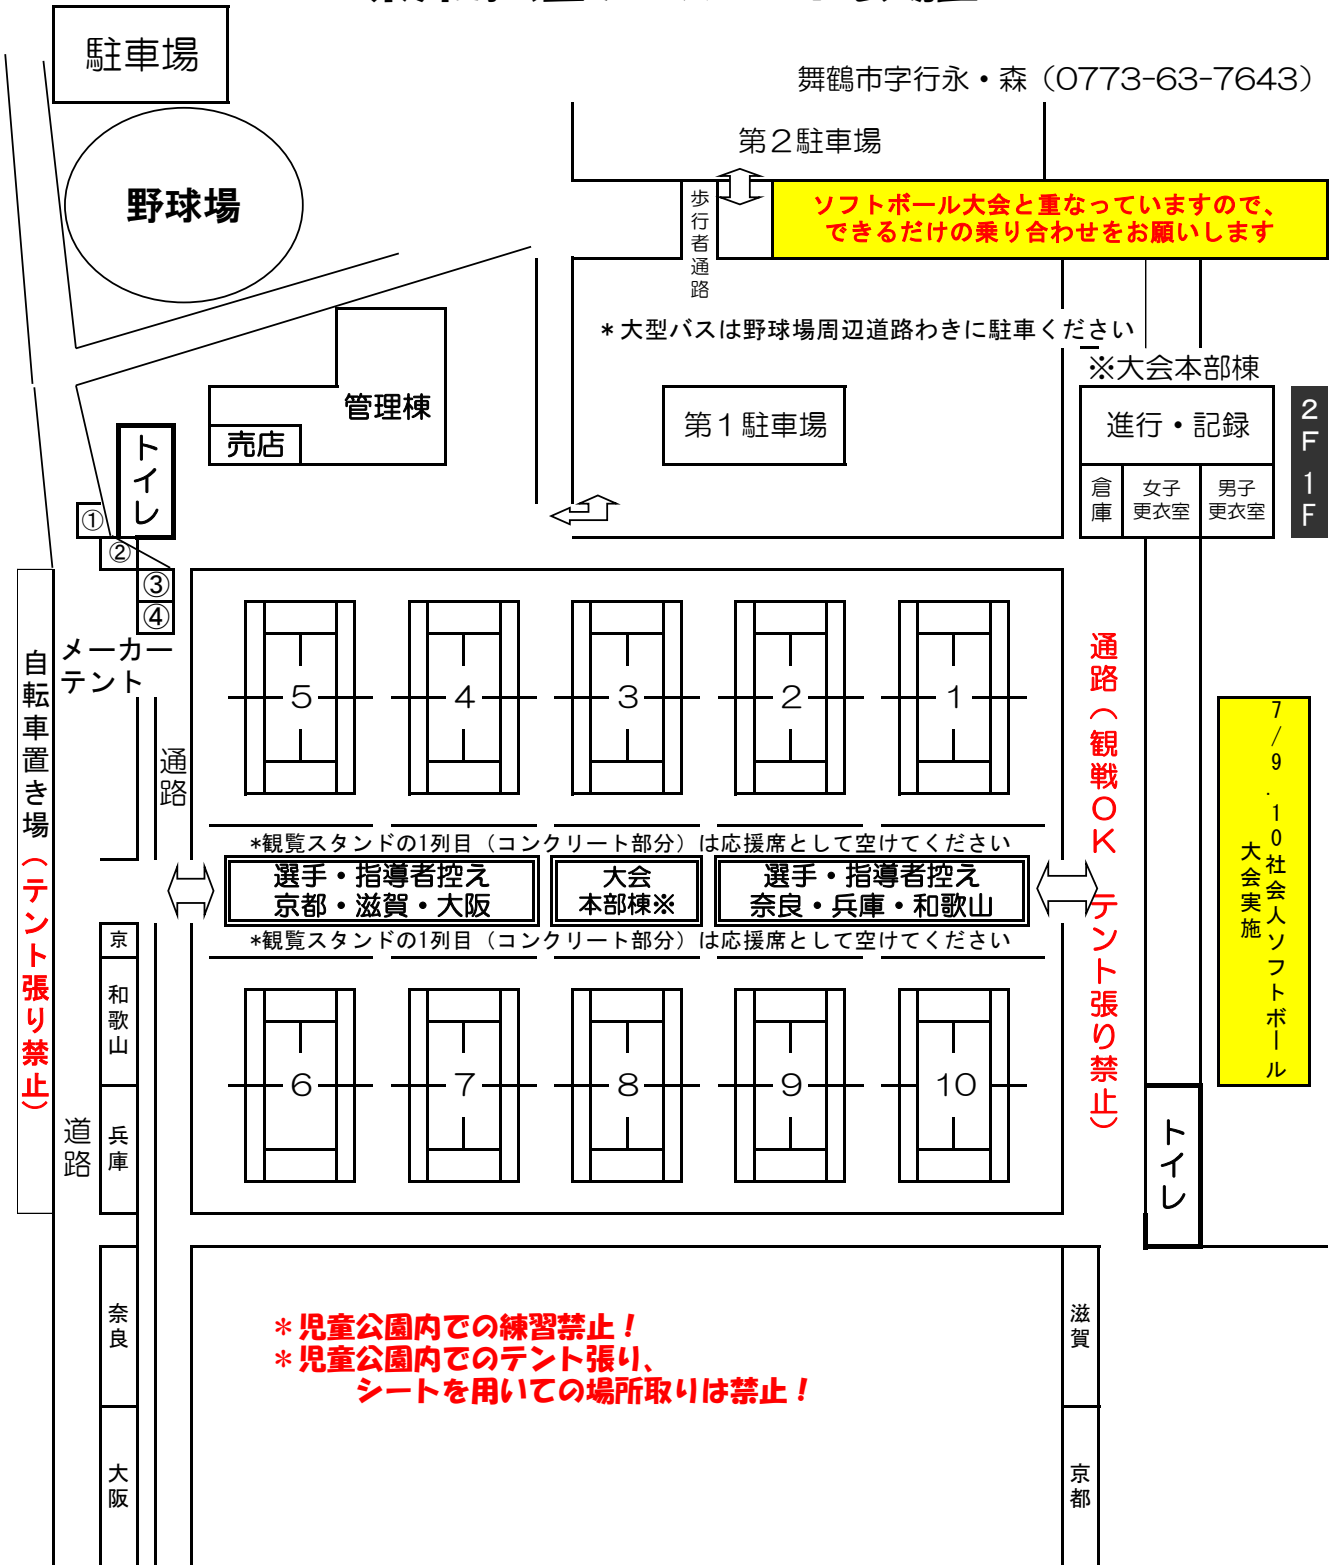 駐車場
舞鶴市字行永・森（0773-63-7643）
第２駐車場
野球場
歩行者通路
ソフトボール大会と重なっていますので、
できるだけの乗り合わせをお願いします
＊大型バスは野球場周辺道路わきに駐車ください
※大会本部棟
管理棟
売店
第１駐車場
進行・記録
２Ｆ
１Ｆ
トイレ
倉庫
女子
更衣室
男子
更衣室
①
②
③
④
メーカー
テント
自転車置き場（テント張り禁止）
通路
5
4
3
2
1
通路（観戦ＯＫ　テント張り禁止）
7/9．10社会人ソフトボール
大会実施
*観覧スタンドの1列目（コンクリート部分）は応援席として空けてください
選手・指導者控え
京都・滋賀・大阪
大会
本部棟※
選手・指導者控え
奈良・兵庫・和歌山
*観覧スタンドの1列目（コンクリート部分）は応援席として空けてください
京
和歌山
兵庫
道路
6
7
8
9
10
トイレ
奈良
大阪
滋賀
京都
＊児童公園内での練習禁止！
＊児童公園内でのテント張り、
シートを用いての場所取りは禁止！